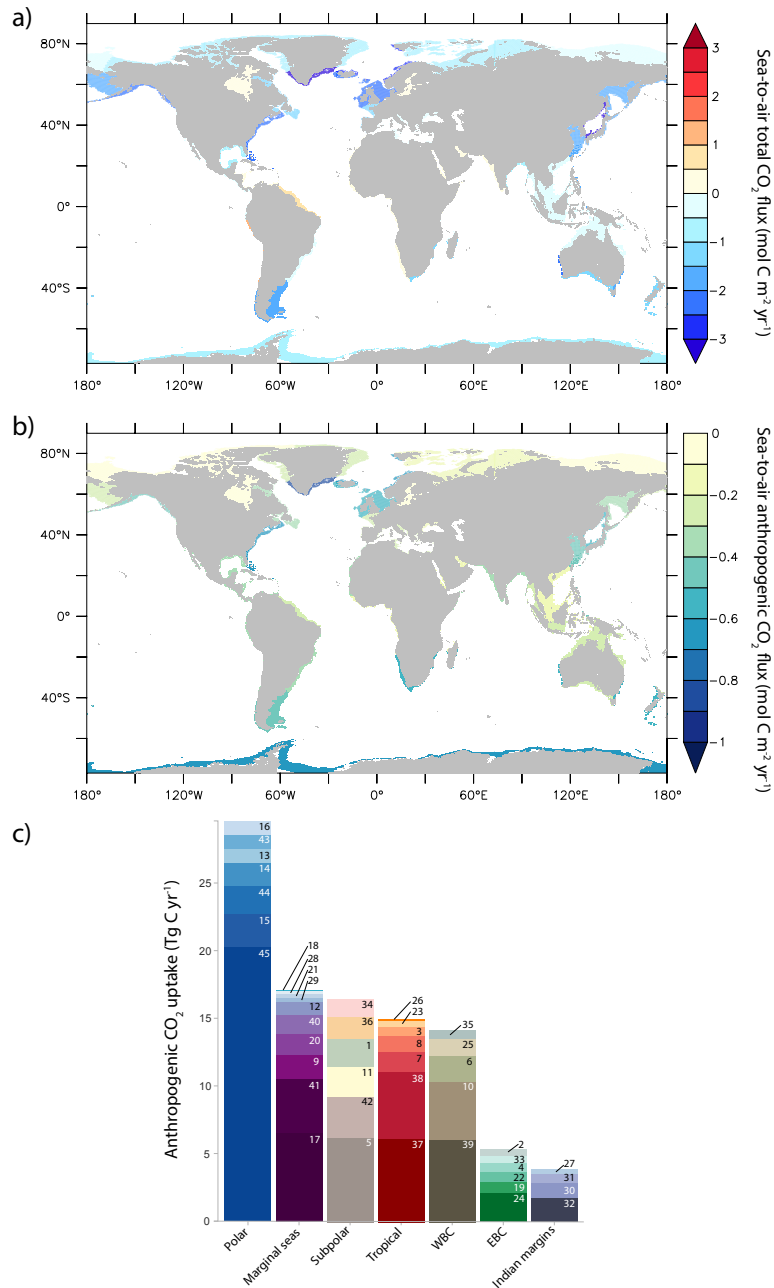 a)
80°N
40°N
0°
40°S
180°
120°W
60°W
0°
60°E
120°E
180°
3
2
1
0
−1
−2
−3
Sea-to-air total CO2 flux (mol C m-2 yr-1)
b)
80°N
40°N
0°
40°S
180°
120°W
60°W
0°
60°E
120°E
180°
0
−0.2
−0.4
−0.6
−0.8
−1
Sea-to-air anthropogenic CO2 flux (mol C m-2 yr-1)
c)
Anthropogenic CO2 uptake (Tg C yr-1)
25
20
15
10
5
0
16
43
13
14
44
15
45
18
28
21
29
12
40
20
9
41
17
34
36
1
11
42
5
26
23
3
8
7
38
37
35
25
6
10
39
2
33
4
22
19
24
27
31
30
32
Polar
Marginal seas
Subpolar
Tropical
WBC
EBC
Indian margins